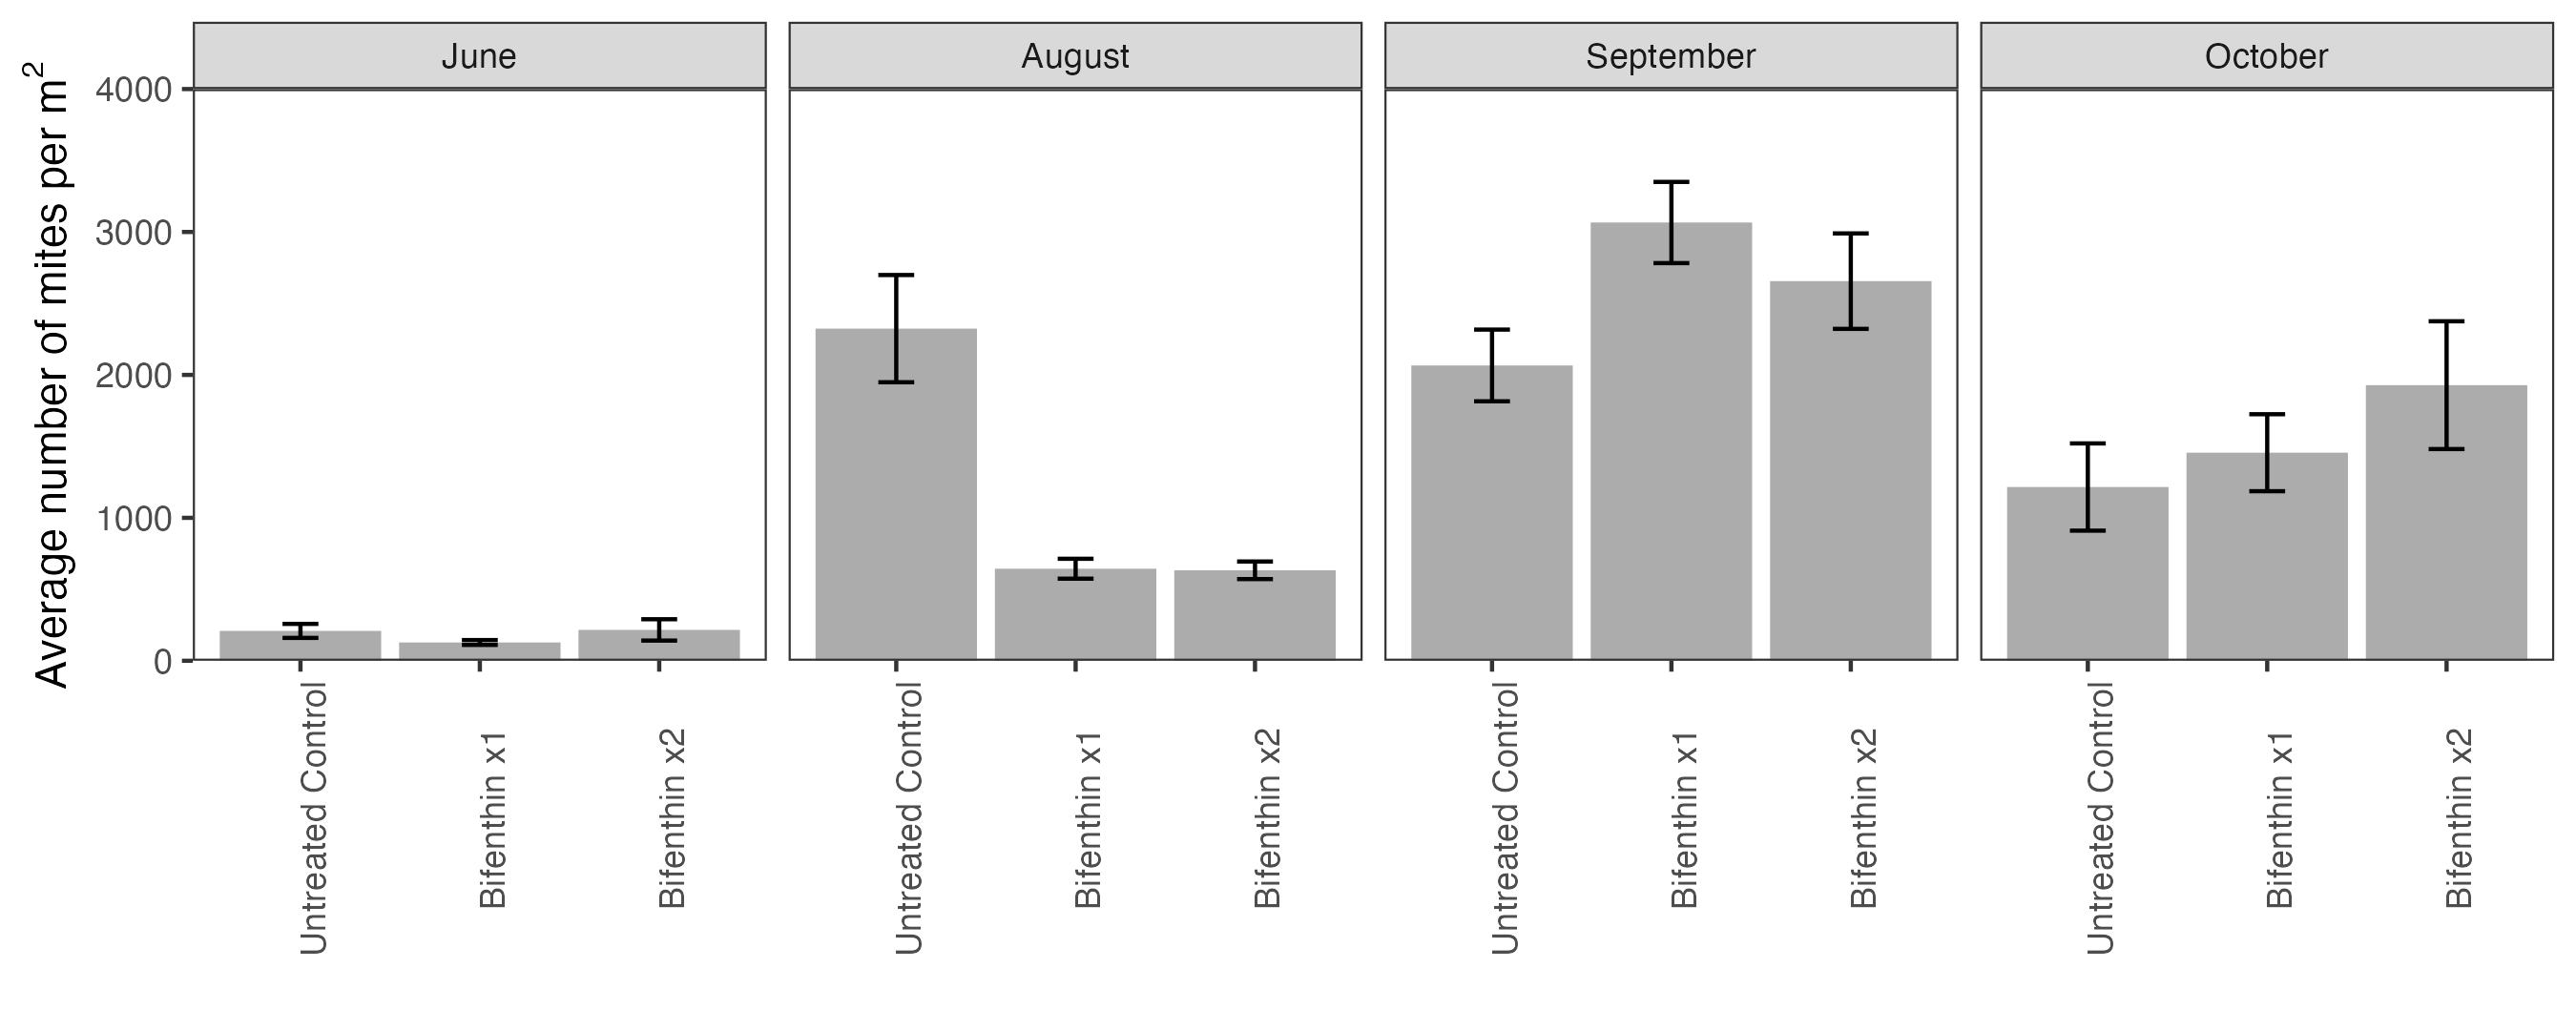 June
August
September
October
Average number of mites per m²
4000
3000
2000
1000
0
Untreated Control
Bifenthin x1
Bifenthin x2
Untreated Control
Bifenthin x1
Bifenthin x2
Untreated Control
Bifenthin x1
Bifenthin x2
Untreated Control
Bifenthin x1
Bifenthin x2